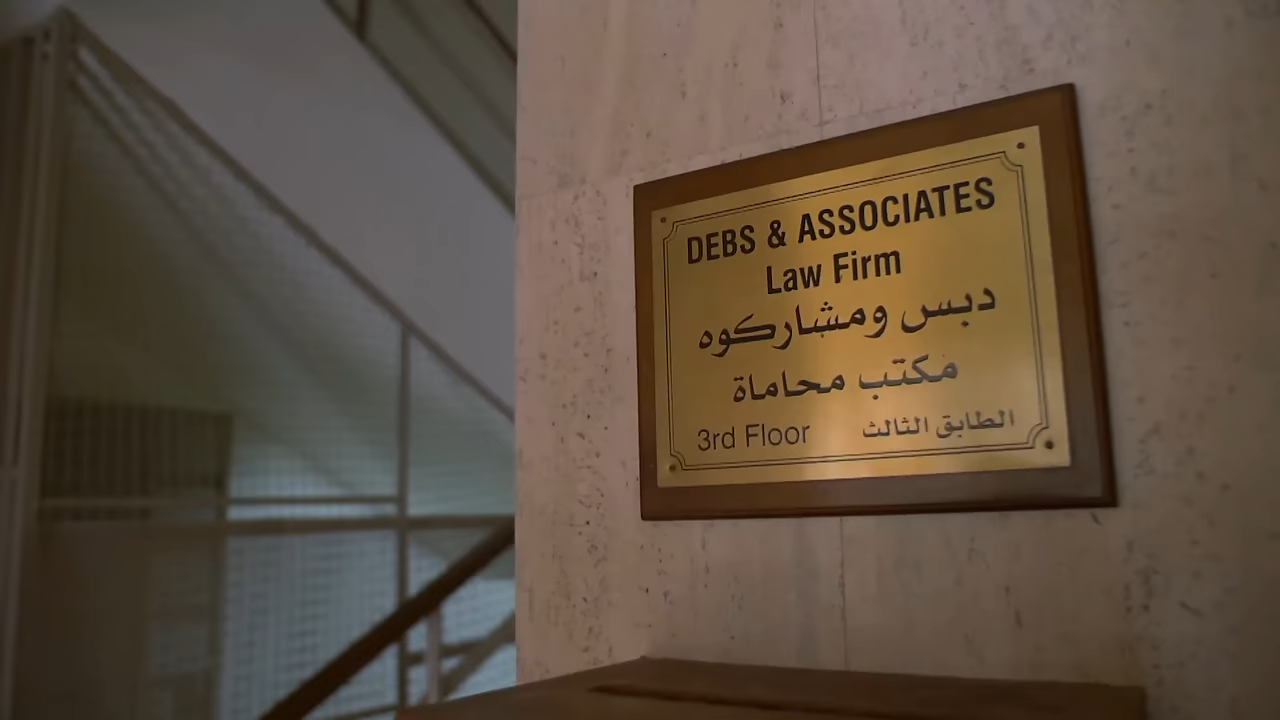 DEBS & ASSOCIATES
Law Firm
دبس ومشاركوه
مكتب محاماة
3rd Floor الطابق الثالث